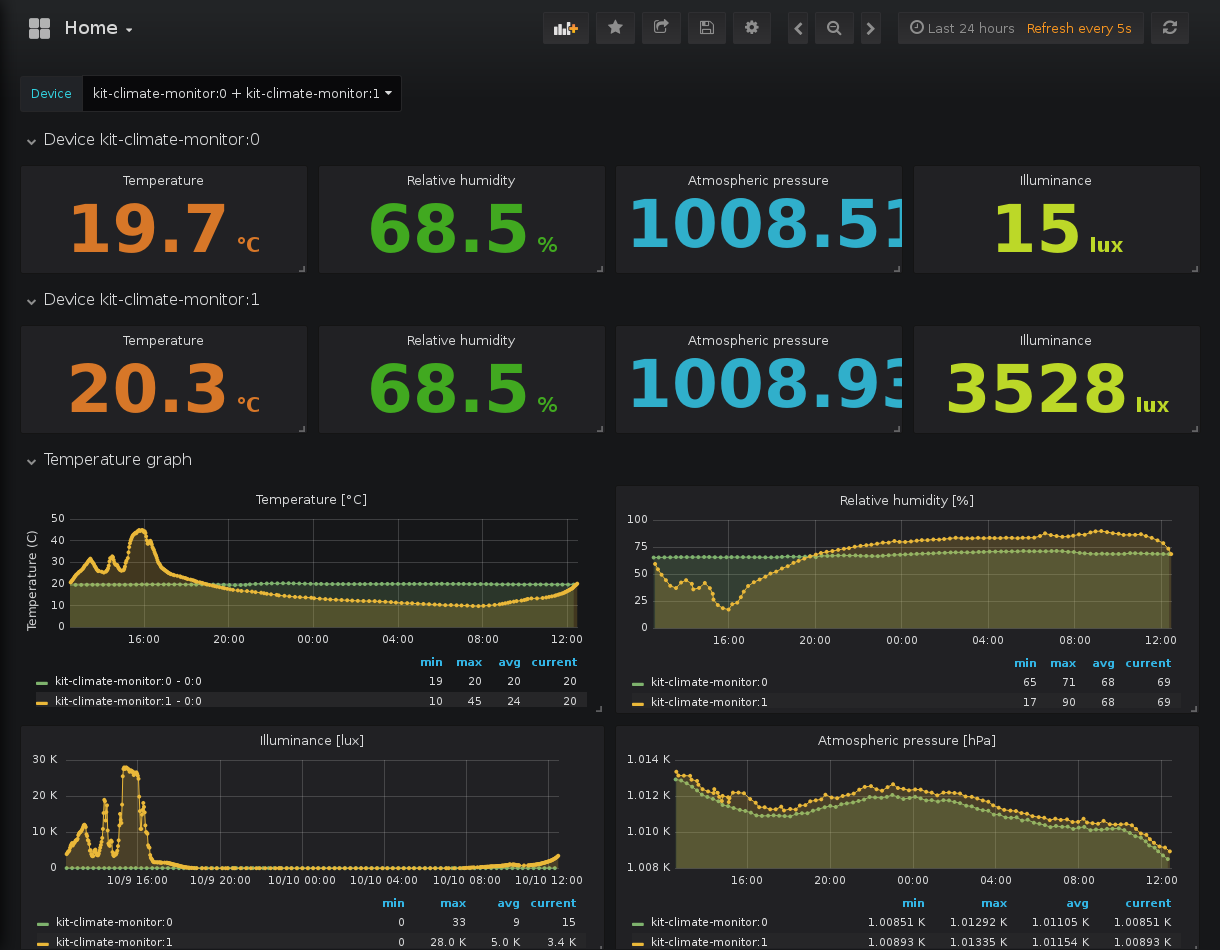 Home
Last 24 hours Refresh every 5s
Device kit-climate-monitor:0 + kit-climate-monitor:1
Device kit-climate-monitor:0
Temperature Relative humidity Atmospheric pressure Illuminance
19.7 °C 68.5 % 1008.51 15 lux
Device kit-climate-monitor:1
Temperature Relative humidity Atmospheric pressure Illuminance
20.3 °C 68.5 % 1008.93 3528 lux
Temperature graph
Temperature [°C]
Temperature (C)
50
40
30
20
10
0
16:00 20:00 00:00 04:00 08:00 12:00
min max avg current
kit-climate-monitor:0 - 0:0 19 20 20 20
kit-climate-monitor:1 - 0:0 10 45 24 20
Relative humidity [%]
100
75
50
25
0
16:00 20:00 00:00 04:00 08:00 12:00
min max avg current
kit-climate-monitor:0 65 71 68 69
kit-climate-monitor:1 17 90 68 69
Illuminance [lux]
30 K
20 K
10 K
0
10/9 16:00 10/9 20:00 10/10 00:00 10/10 04:00 10/10 08:00 10/10 12:00
min max avg current
kit-climate-monitor:0 0 33 9 15
kit-climate-monitor:1 0 28.0 K 5.0 K 3.4 K
Atmospheric pressure [hPa]
1.014 K
1.012 K
1.010 K
1.008 K
16:00 20:00 00:00 04:00 08:00 12:00
min max avg current
kit-climate-monitor:0 1.00851 K 1.01292 K 1.01105 K 1.00851 K
kit-climate-monitor:1 1.00893 K 1.01335 K 1.01154 K 1.00893 K